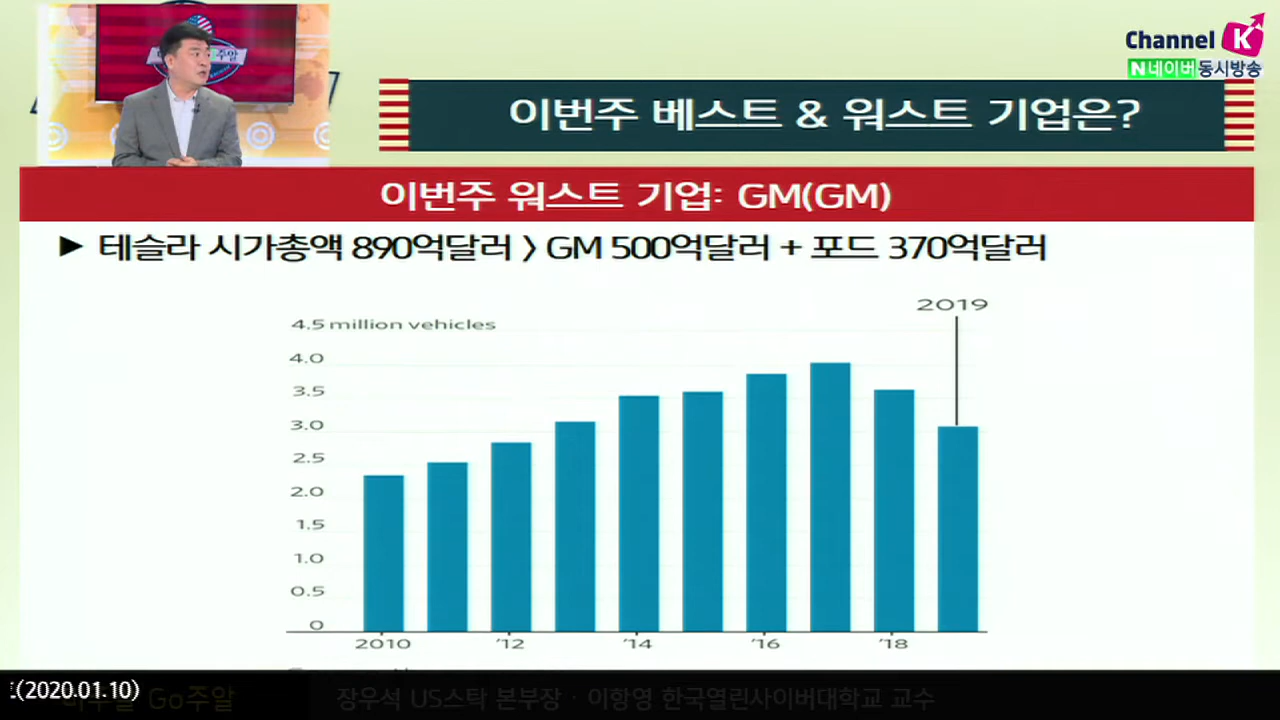 Channel K
N네이버 동시방송
이번주 베스트 & 워스트 기업은?
이번주 워스트 기업: GM(GM)
▶ 테슬라 시가총액 890억달러 > GM 500억달러 + 포드 370억달러
2019
4.5 million vehicles
4.0
3.5
3.0
2.5
2.0
1.5
1.0
0.5
0
2010 '12 '14 '16 '18
(2020.01.10)
Go주알 장우석 US스탁 본부장 · 이항영 한국열린사이버대학교 교수